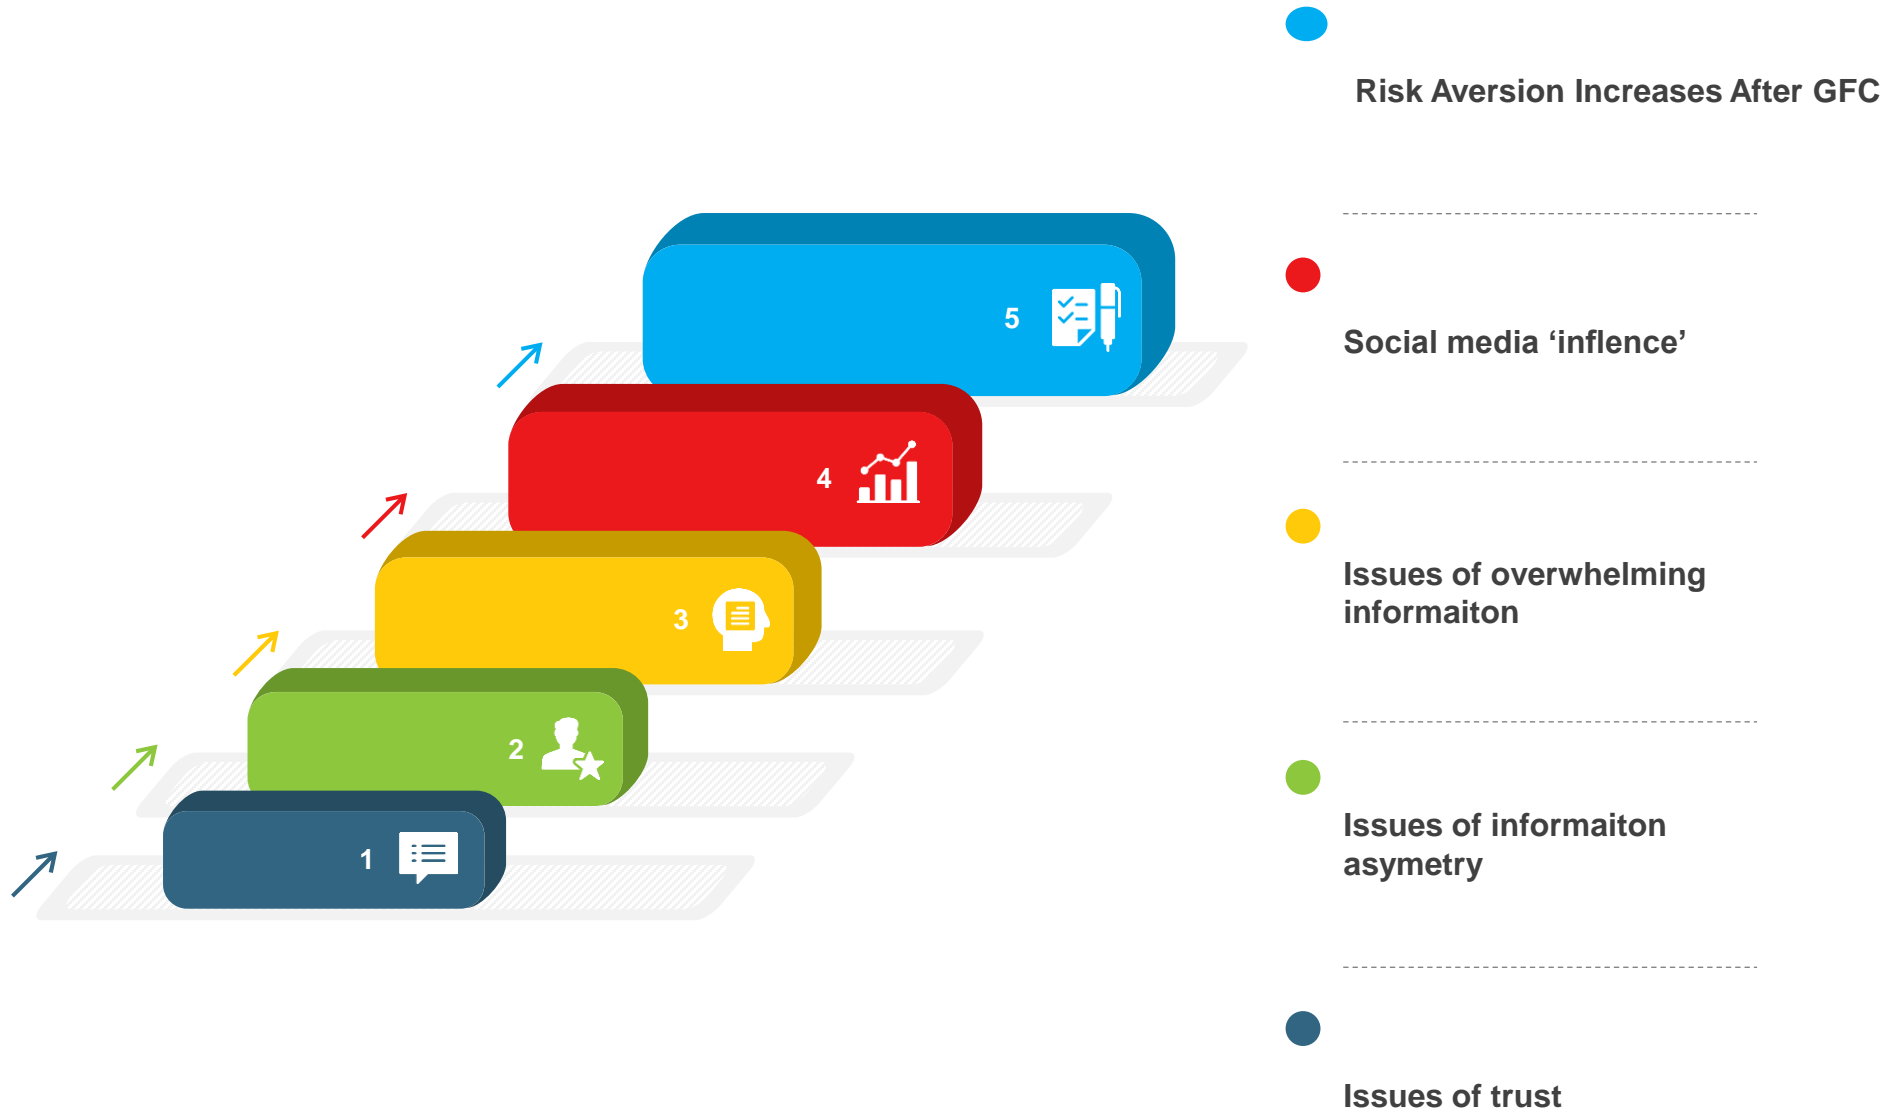 Risk Aversion Increases After GFC
5
Social media ‘inflence’
4
Issues of overwhelming
informaiton
3
2
Issues of informaiton
asymetry
1
Issues of trust